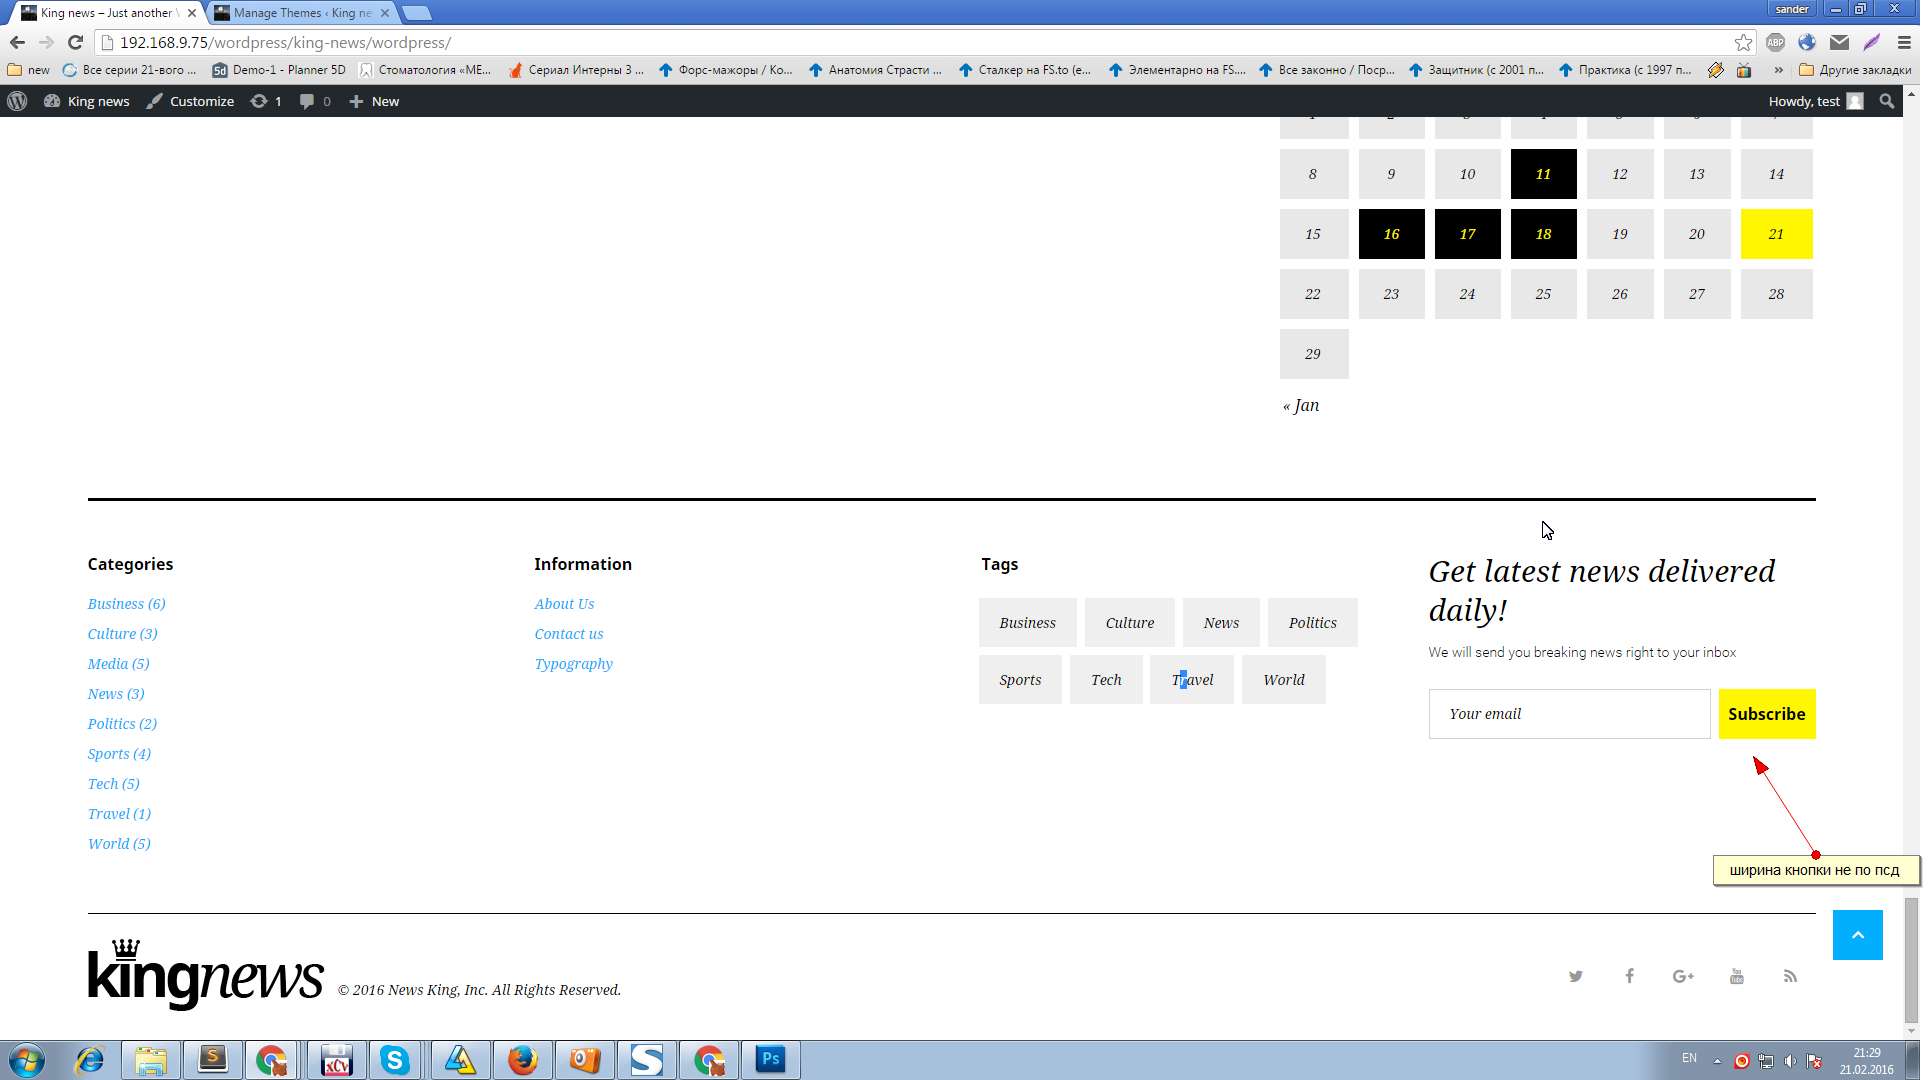 King news – Just another
Manage Themes ‹ King ne
sander
192.168.9.75/wordpress/king-news/wordpress/
ABP
new
Все серии 21-вого ...
5d
Demo-1 - Planner 5D
Стоматология «МЕ...
Сериал Интерны 3 ...
Форс-мажоры / Ко...
Анатомия Страсти ...
Сталкер на FS.to (e...
Элементарно на FS....
Все законно / Поср...
Защитник (с 2001 п...
Практика (с 1997 п...
»
Другие закладки
King news
Customize
1
0
New
Howdy, test
8 9 10 11 12 13 14
15 16 17 18 19 20 21
22 23 24 25 26 27 28
29
« Jan
Categories
Business (6)
Culture (3)
Media (5)
News (3)
Politics (2)
Sports (4)
Tech (5)
Travel (1)
World (5)
Information
About Us
Contact us
Typography
Tags
Business Culture News Politics
Sports Tech Travel World
Get latest news delivered
daily!
We will send you breaking news right to your inbox
Your email
Subscribe
ширина кнопки не по псд
kingnews
© 2016 News King, Inc. All Rights Reserved.
xCv
Ps
EN
21:29
21.02.2016